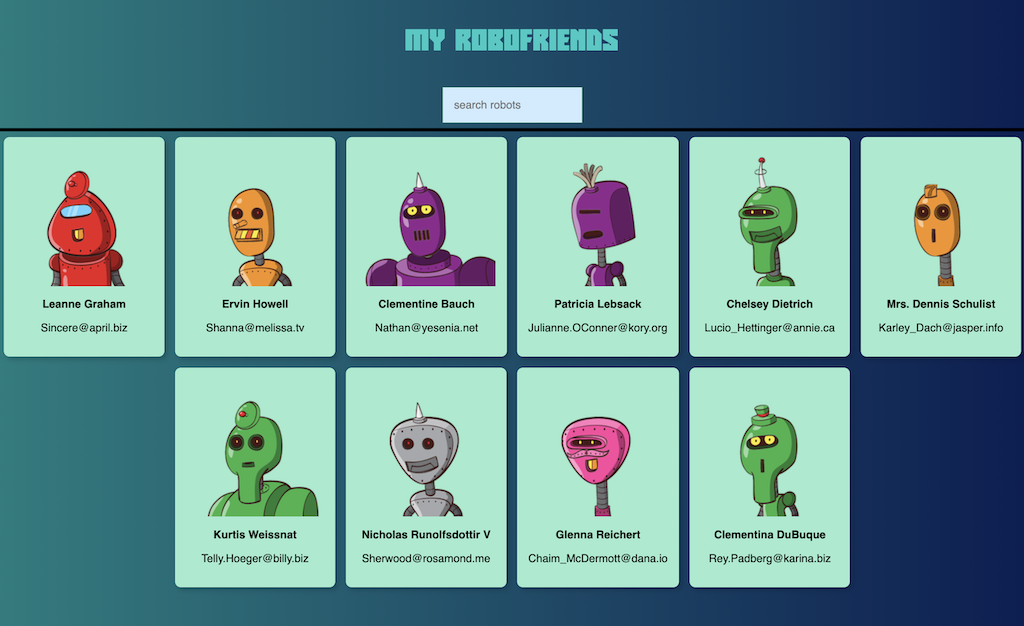 MY ROBOFRIENDS
search robots
Leanne Graham
Sincere@april.biz
Ervin Howell
Shanna@melissa.tv
Clementine Bauch
Nathan@yesenia.net
Patricia Lebsack
Julianne.OConner@kory.org
Chelsey Dietrich
Lucio_Hettinger@annie.ca
Mrs. Dennis Schulist
Karley_Dach@jasper.info
Kurtis Weissnat
Telly.Hoeger@billy.biz
Nicholas Runolfsdottir V
Sherwood@rosamond.me
Glenna Reichert
Chaim_McDermott@dana.io
Clementina DuBuque
Rey.Padberg@karina.biz